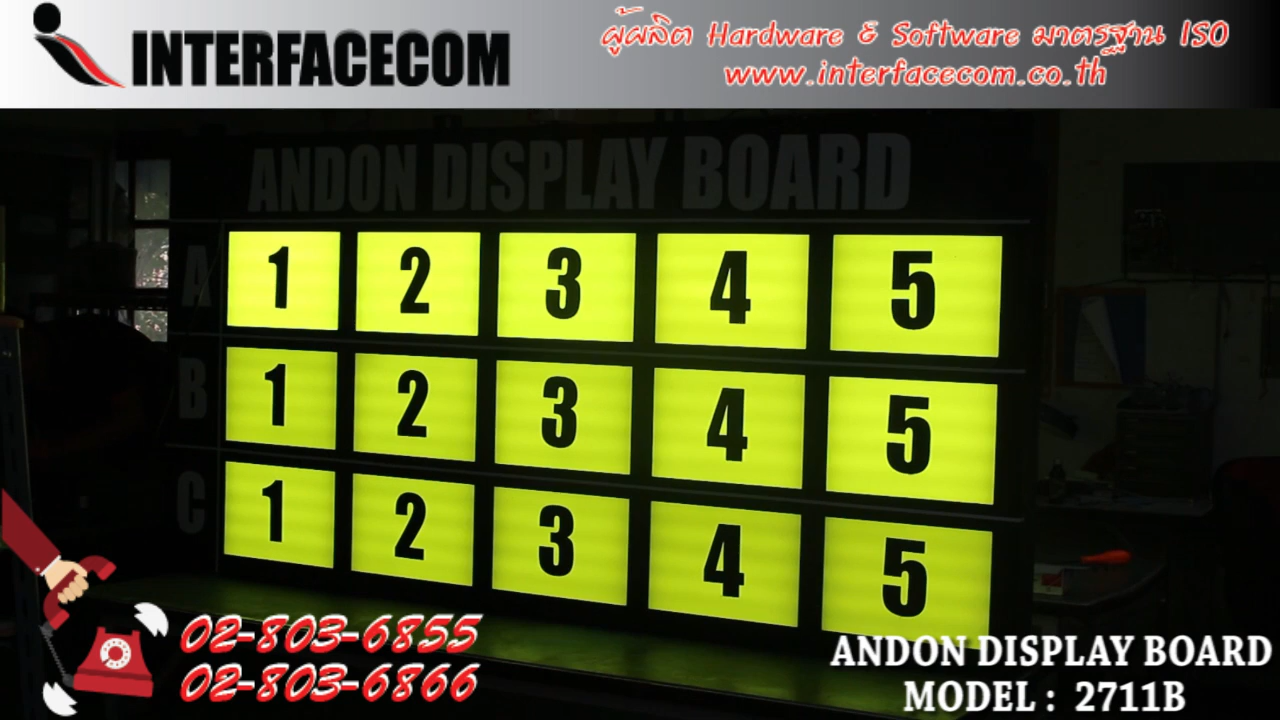 INTERFACECOM
ผู้ผลิต Hardware & Software มาตรฐาน ISO
www.interfacecom.co.th
ANDON DISPLAY BOARD
A 1 2 3 4 5
B 1 2 3 4 5
C 1 2 3 4 5
02-803-6855
02-803-6866
ANDON DISPLAY BOARD
MODEL : 2711B